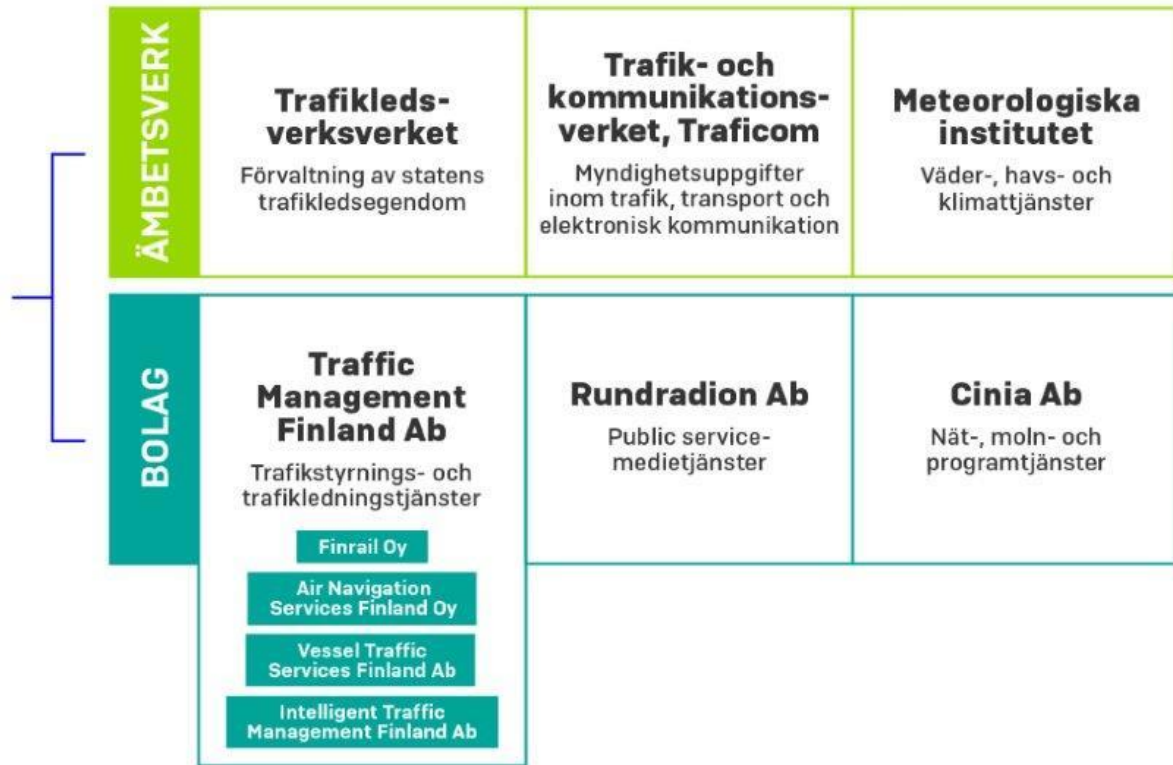 ÄMBETSVERK
Trafikleds-
verksverket
Förvaltning av statens
trafikledsegendom
Trafik- och
kommunikations-
verket, Traficom
Myndighetsuppgifter
inom trafik, transport och
elektronisk kommunikation
Meteorologiska
institutet
Väder-, havs- och
klimattjänster
BOLAG
Traffic
Management
Finland Ab
Trafikstyrnings- och
trafikledningstjänster
Finrail Oy
Air Navigation
Services Finland Oy
Vessel Traffic
Services Finland Ab
Intelligent Traffic
Management Finland Ab
Rundradion Ab
Public service-
medietjänster
Cinia Ab
Nät-, moln- och
programtjänster